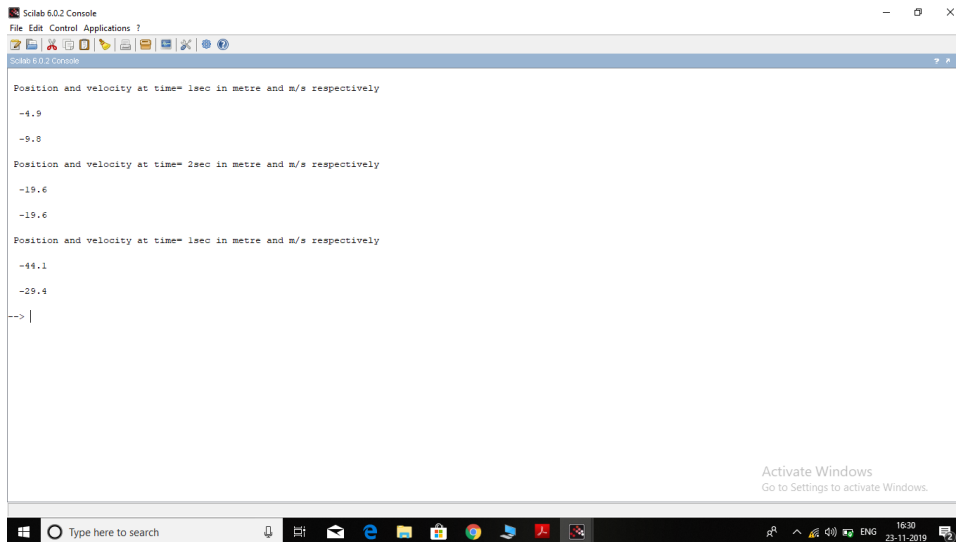 Scilab 6.0.2 Console
File Edit Control Applications ?
Scilab 6.0.2 Console
Position and velocity at time= 1sec in metre and m/s respectively
-4.9
-9.8
Position and velocity at time= 2sec in metre and m/s respectively
-19.6
-19.6
Position and velocity at time= 1sec in metre and m/s respectively
-44.1
-29.4
-->
Activate Windows
Go to Settings to activate Windows.
Type here to search
ENG
16:30
23-11-2019
2